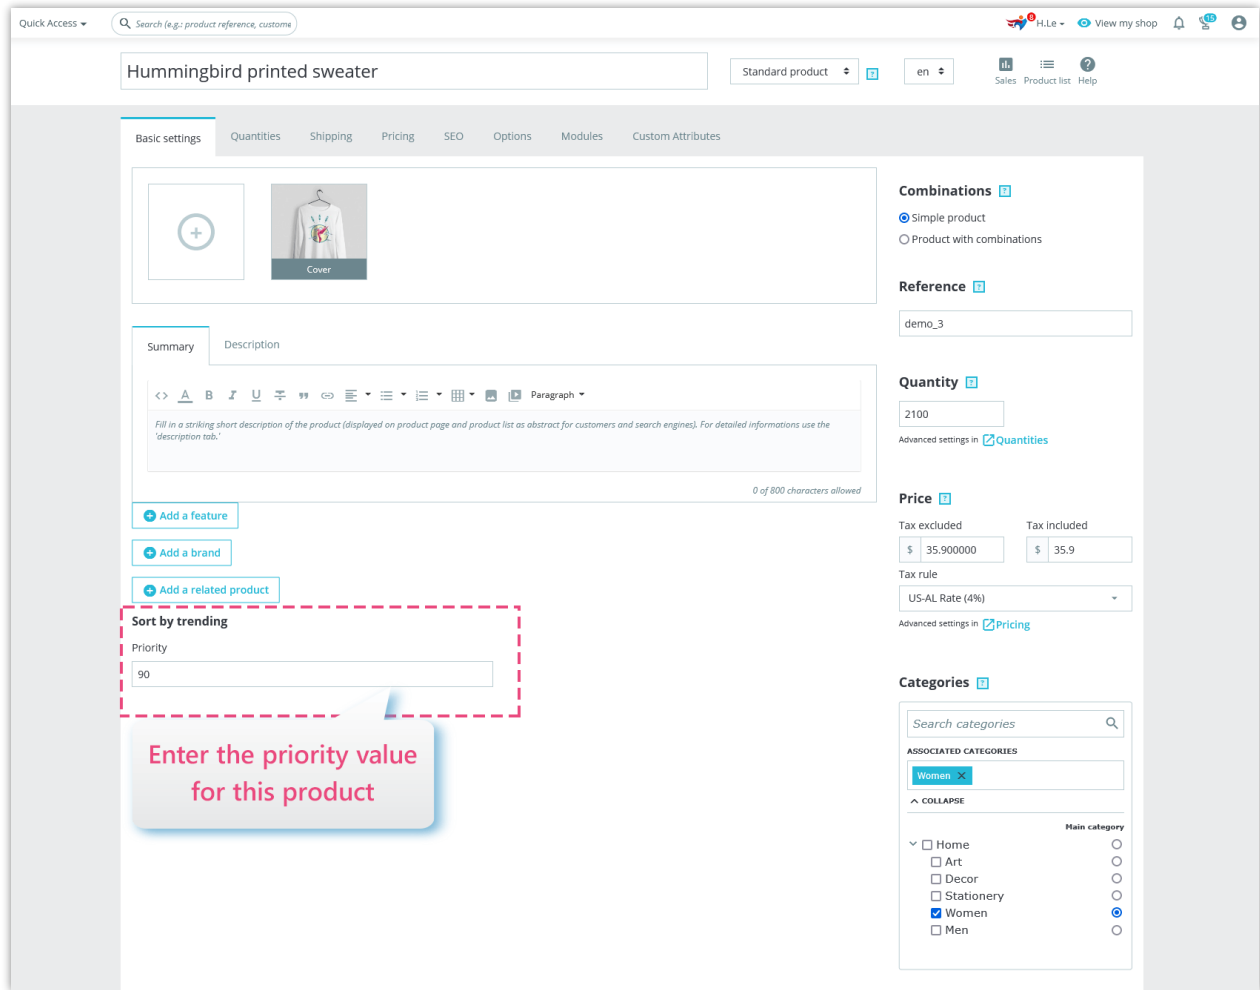 Quick Access
Search (e.g.: product reference, custome
8
H.Le
View my shop
15
Hummingbird printed sweater
Standard product
?
en
Sales
Product list
Help
Basic settings
Quantities
Shipping
Pricing
SEO
Options
Modules
Custom Attributes
Cover
Combinations ?
Simple product
Product with combinations
Reference ?
demo_3
Summary
Description
Paragraph
Fill in a striking short description of the product (displayed on product page and product list as abstract for customers and search engines). For detailed informations use the
'description tab.'
0 of 800 characters allowed
Quantity ?
2100
Advanced settings in Quantities
Add a feature
Add a brand
Add a related product
Price ?
Tax excluded
Tax included
$ 35.900000
$ 35.9
Tax rule
US-AL Rate (4%)
Advanced settings in Pricing
Sort by trending
Priority
90
Enter the priority value
for this product
Categories ?
Search categories
ASSOCIATED CATEGORIES
Women
COLLAPSE
Main category
Home
Art
Decor
Stationery
Women
Men